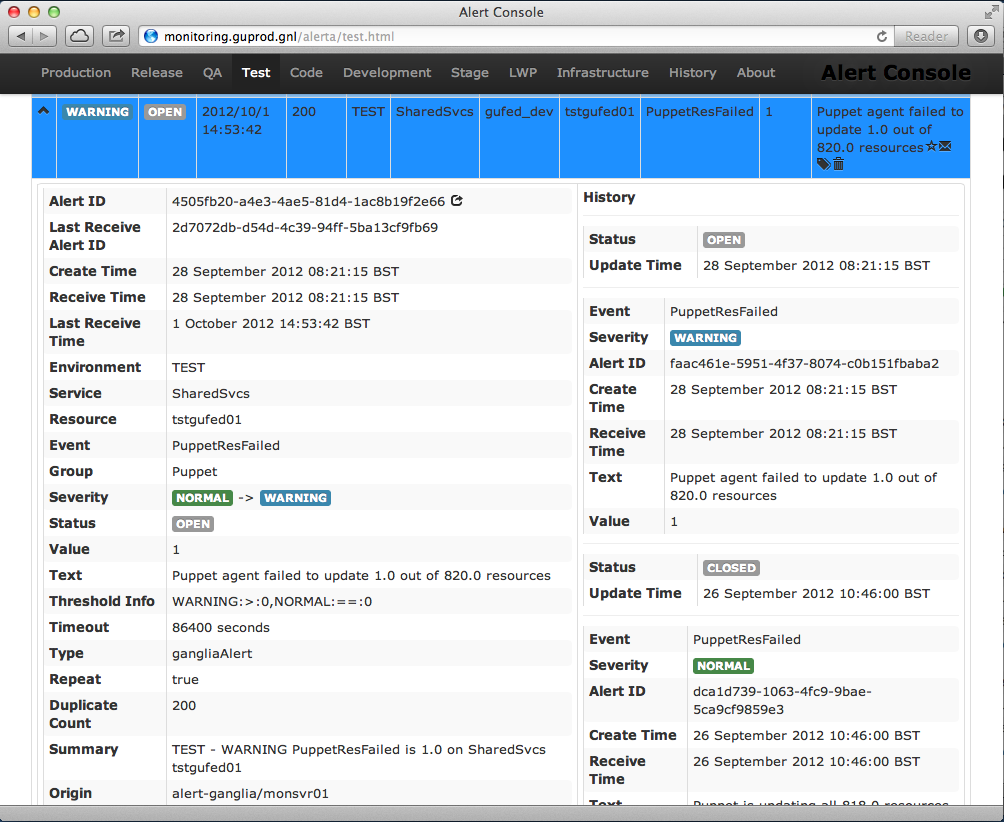 Alert Console
monitoring.guprod.gnl/alerta/test.html
Reader
Production Release QA Test Code Development Stage LWP Infrastructure History About Alert Console
WARNING OPEN 2012/10/1 200 TEST SharedSvcs gufed_dev tstgufed01 PuppetResFailed 1 Puppet agent failed to
14:53:42 update 1.0 out of
820.0 resources
Alert ID 4505fb20-a4e3-4ae5-81d4-1ac8b19f2e66
Last Receive 2d7072db-d54d-4c39-94ff-5ba13cf9fb69
Alert ID
Create Time 28 September 2012 08:21:15 BST
Receive Time 28 September 2012 08:21:15 BST
Last Receive 1 October 2012 14:53:42 BST
Time
Environment TEST
Service SharedSvcs
Resource tstgufed01
Event PuppetResFailed
Group Puppet
Severity NORMAL -> WARNING
Status OPEN
Value 1
Text Puppet agent failed to update 1.0 out of 820.0 resources
Threshold Info WARNING:>:0,NORMAL:==:0
Timeout 86400 seconds
Type gangliaAlert
Repeat true
Duplicate 200
Count
Summary TEST - WARNING PuppetResFailed is 1.0 on SharedSvcs
tstgufed01
Origin alert-ganglia/monsvr01
History
Status OPEN
Update Time 28 September 2012 08:21:15 BST
Event PuppetResFailed
Severity WARNING
Alert ID faac461e-5951-4f37-8074-c0b151fbaba2
Create 28 September 2012 08:21:15 BST
Time
Receive 28 September 2012 08:21:15 BST
Time
Text Puppet agent failed to update 1.0 out of
820.0 resources
Value 1
Status CLOSED
Update Time 26 September 2012 10:46:00 BST
Event PuppetResFailed
Severity NORMAL
Alert ID dca1d739-1063-4fc9-9bae-
5ca9cf9859e3
Create Time 26 September 2012 10:46:00 BST
Receive 26 September 2012 10:46:00 BST
Time
Text Puppet is updating all 818.0 resources